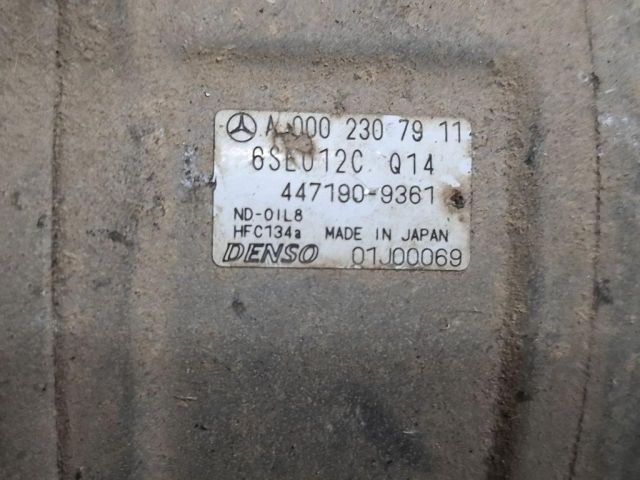 A 000 230 79 11
6SEU12C Q14
447190-9361
ND-OIL8
HFC134a MADE IN JAPAN
DENSO 01J00069